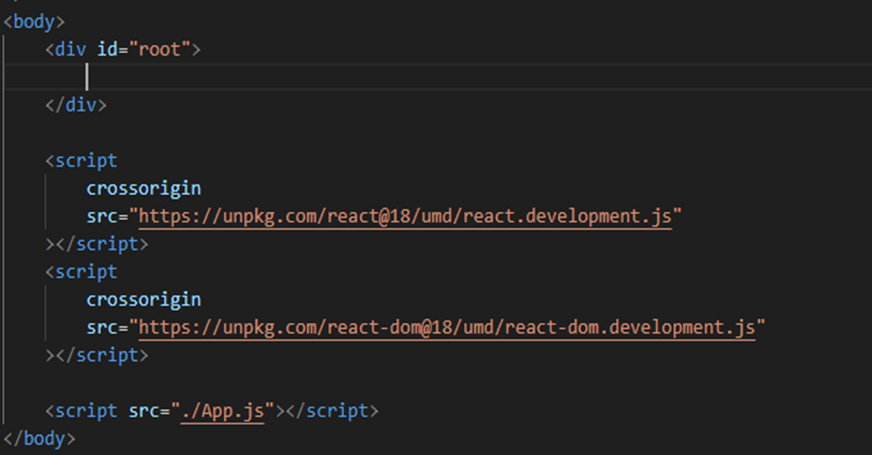 <body>
<div id="root">
</div>
<script
crossorigin
src="https://unpkg.com/react@18/umd/react.development.js"
></script>
<script
crossorigin
src="https://unpkg.com/react-dom@18/umd/react-dom.development.js"
></script>
<script src="./App.js"></script>
</body>